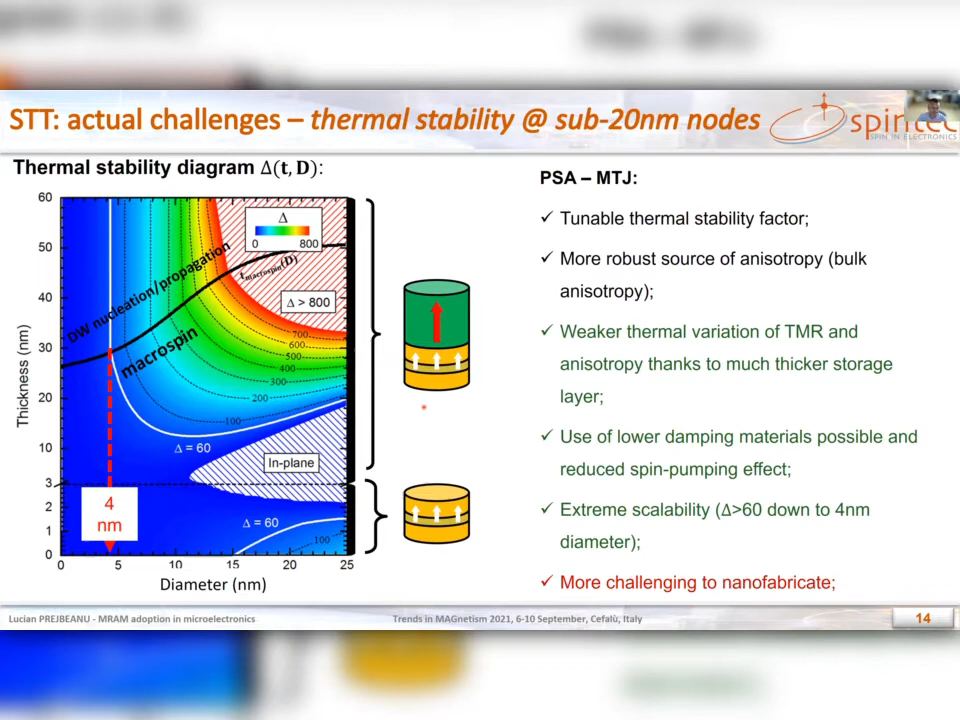 STT: actual challenges – thermal stability @ sub-20nm nodes
spintec
SPIN IN ELECTRONICS
Thermal stability diagram Δ(t, D):
60
50
40
30
20
10
3
2
1
0
Thickness (nm)
0
5
10
15
20
25
Diameter (nm)
Δ
0
800
DW nucleation/propagation
macrospin
tmacrospin(D)
Δ > 800
700
600
500
400
300
200
100
Δ = 60
In-plane
Δ = 60
100
4
nm
PSA – MTJ:
✓ Tunable thermal stability factor;
✓ More robust source of anisotropy (bulk
anisotropy);
✓ Weaker thermal variation of TMR and
anisotropy thanks to much thicker storage
layer;
✓ Use of lower damping materials possible and
reduced spin-pumping effect;
✓ Extreme scalability (Δ>60 down to 4nm
diameter);
✓ More challenging to nanofabricate;
Lucian PREJBEANU - MRAM adoption in microelectronics
Trends in MAGnetism 2021, 6-10 September, Cefalù, Italy
14